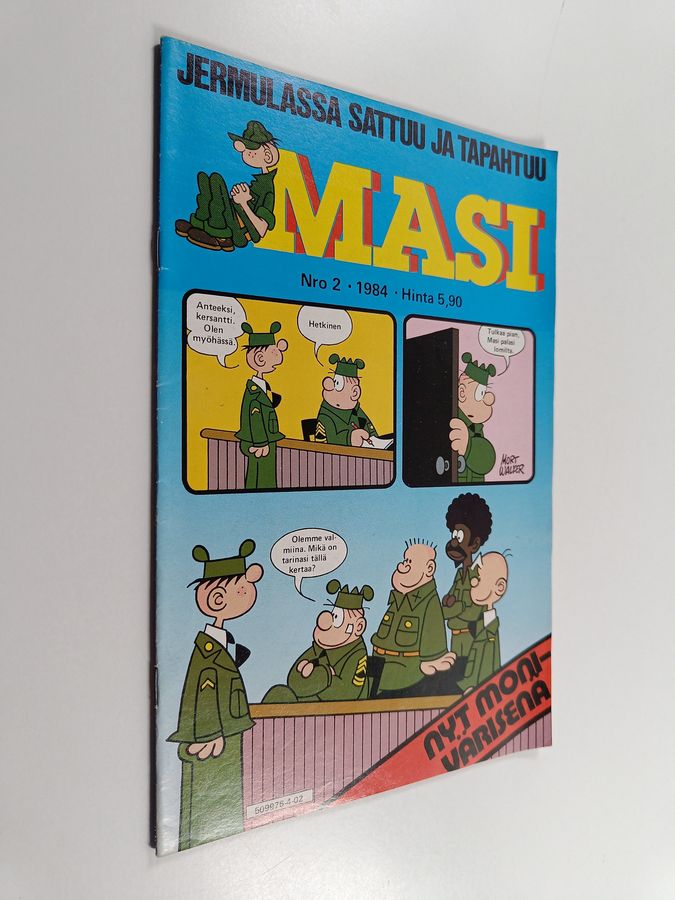 JERMULASSA SATTUU JA TAPAHTUU
MASI
Nro 2 · 1984 · Hinta 5,90
Anteeksi,
kersantti.
Olen
myöhässä.
Hetkinen
Tulkaa pian,
Masi palasi
lomilta.
MORT
WALKER
Olemme val-
miina. Mikä on
tarinasi tällä
kertaa?
NYT MONI-
VÄRISENÄ
509976-4-02